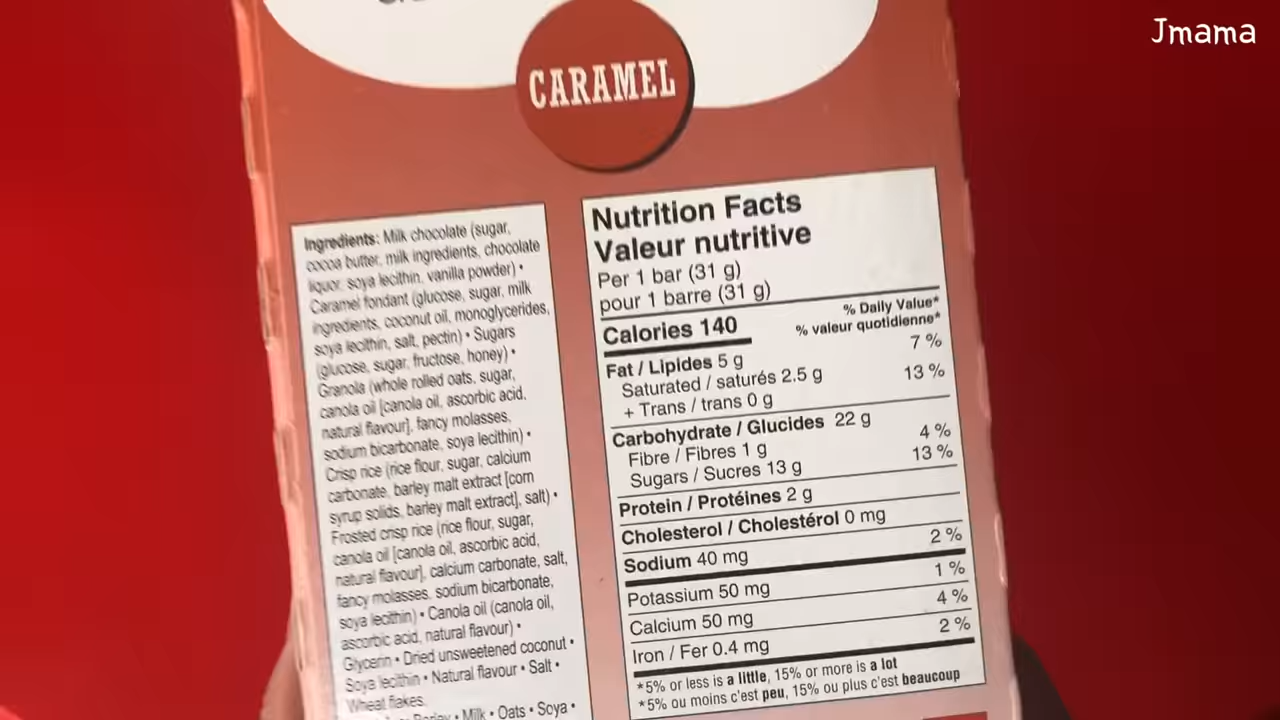 Jmama
CARAMEL
Ingredients: Milk chocolate (sugar,
cocoa butter, milk ingredients, chocolate
liquor, soya lecithin, vanilla powder) •
Caramel fondant (glucose, sugar, milk
ingredients, coconut oil, monoglycerides,
soya lecithin, salt, pectin) • Sugars
(glucose, sugar, fructose, honey) •
Granola (whole rolled oats, sugar,
canola oil [canola oil, ascorbic acid,
natural flavour], fancy molasses,
sodium bicarbonate, soya lecithin) •
Crisp rice (rice flour, sugar, calcium
carbonate, barley malt extract [corn
syrup solids, barley malt extract], salt) •
Frosted crisp rice (rice flour, sugar,
canola oil [canola oil, ascorbic acid,
natural flavour], calcium carbonate, salt,
fancy molasses, sodium bicarbonate,
soya lecithin) • Canola oil (canola oil,
ascorbic acid, natural flavour) •
Glycerin • Dried unsweetened coconut •
Soya lecithin • Natural flavour • Salt •
Wheat flakes.
Barley • Milk • Oats • Soya •
Nutrition Facts
Valeur nutritive
Per 1 bar (31 g)
pour 1 barre (31 g)
Calories 140
% Daily Value*
% valeur quotidienne*
Fat / Lipides 5 g 7 %
Saturated / saturés 2.5 g 13 %
+ Trans / trans 0 g
Carbohydrate / Glucides 22 g
Fibre / Fibres 1 g 4 %
Sugars / Sucres 13 g 13 %
Protein / Protéines 2 g
Cholesterol / Cholestérol 0 mg
Sodium 40 mg 2 %
Potassium 50 mg 1 %
Calcium 50 mg 4 %
Iron / Fer 0.4 mg 2 %
*5% or less is a little, 15% or more is a lot
*5% ou moins c'est peu, 15% ou plus c'est beaucoup